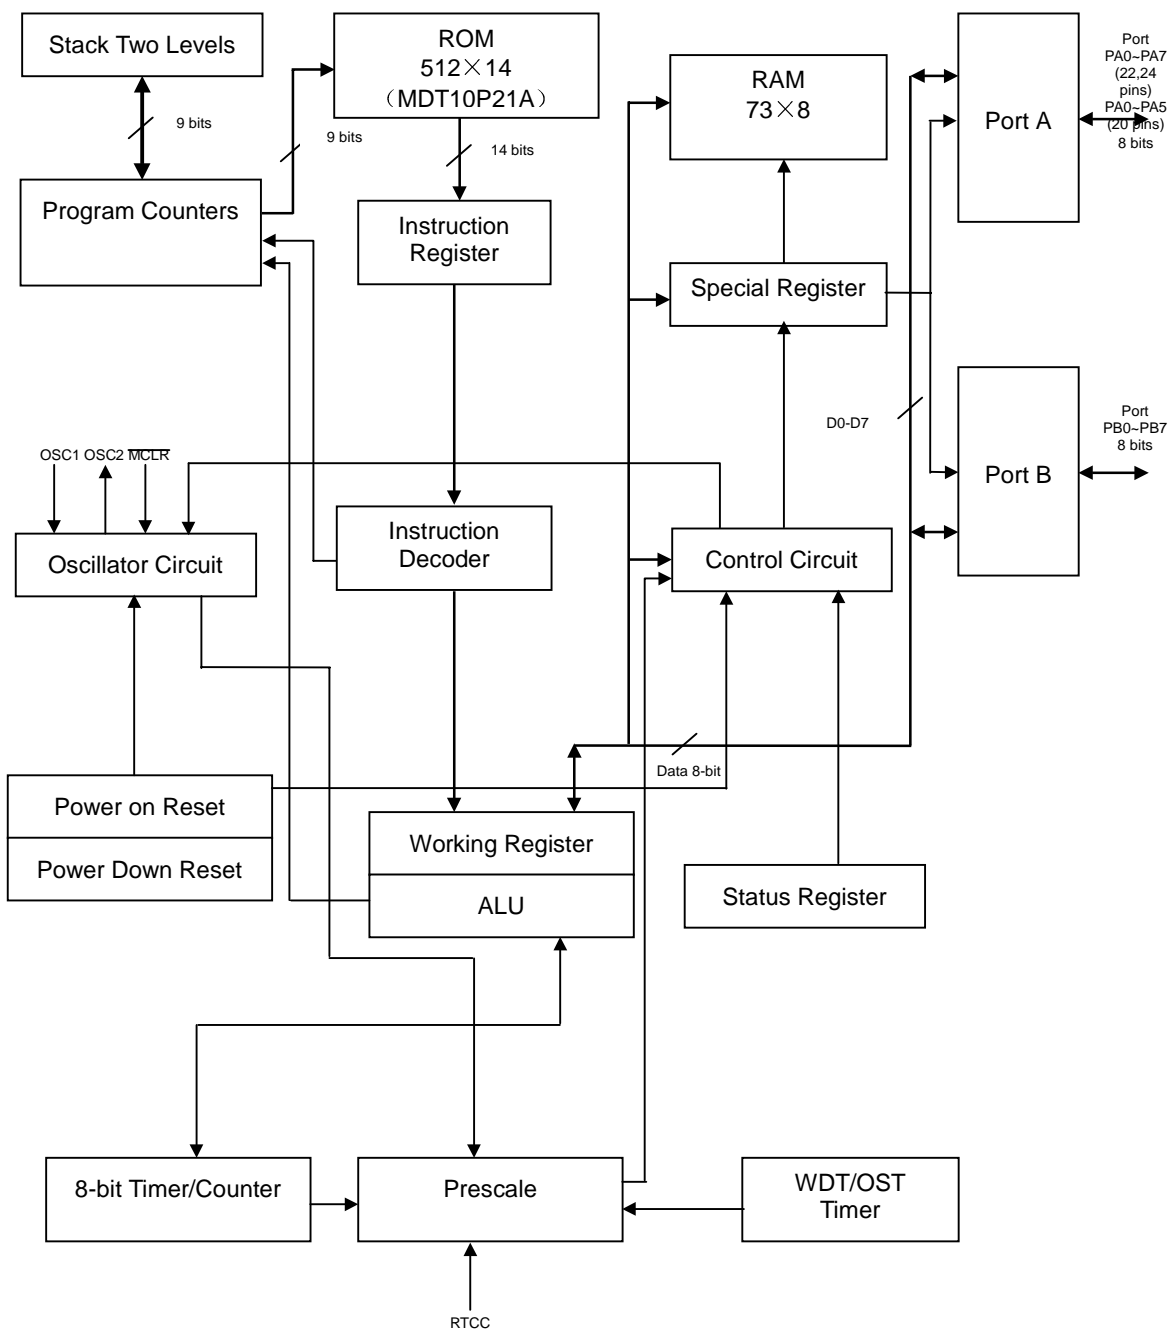 Stack Two Levels
ROM
512×14
（MDT10P21A）
RAM
73×8
Port A
Port
PA0~PA7
(22,24
pins)
PA0~PA5
(20 pins)
8 bits
9 bits
9 bits
14 bits
Program Counters
Instruction
Register
Special Register
D0-D7
Port B
Port
PB0~PB7
8 bits
OSC1 OSC2 MCLR
Oscillator Circuit
Instruction
Decoder
Control Circuit
Data 8-bit
Power on Reset
Power Down Reset
Working Register
ALU
Status Register
8-bit Timer/Counter
Prescale
WDT/OST
Timer
RTCC